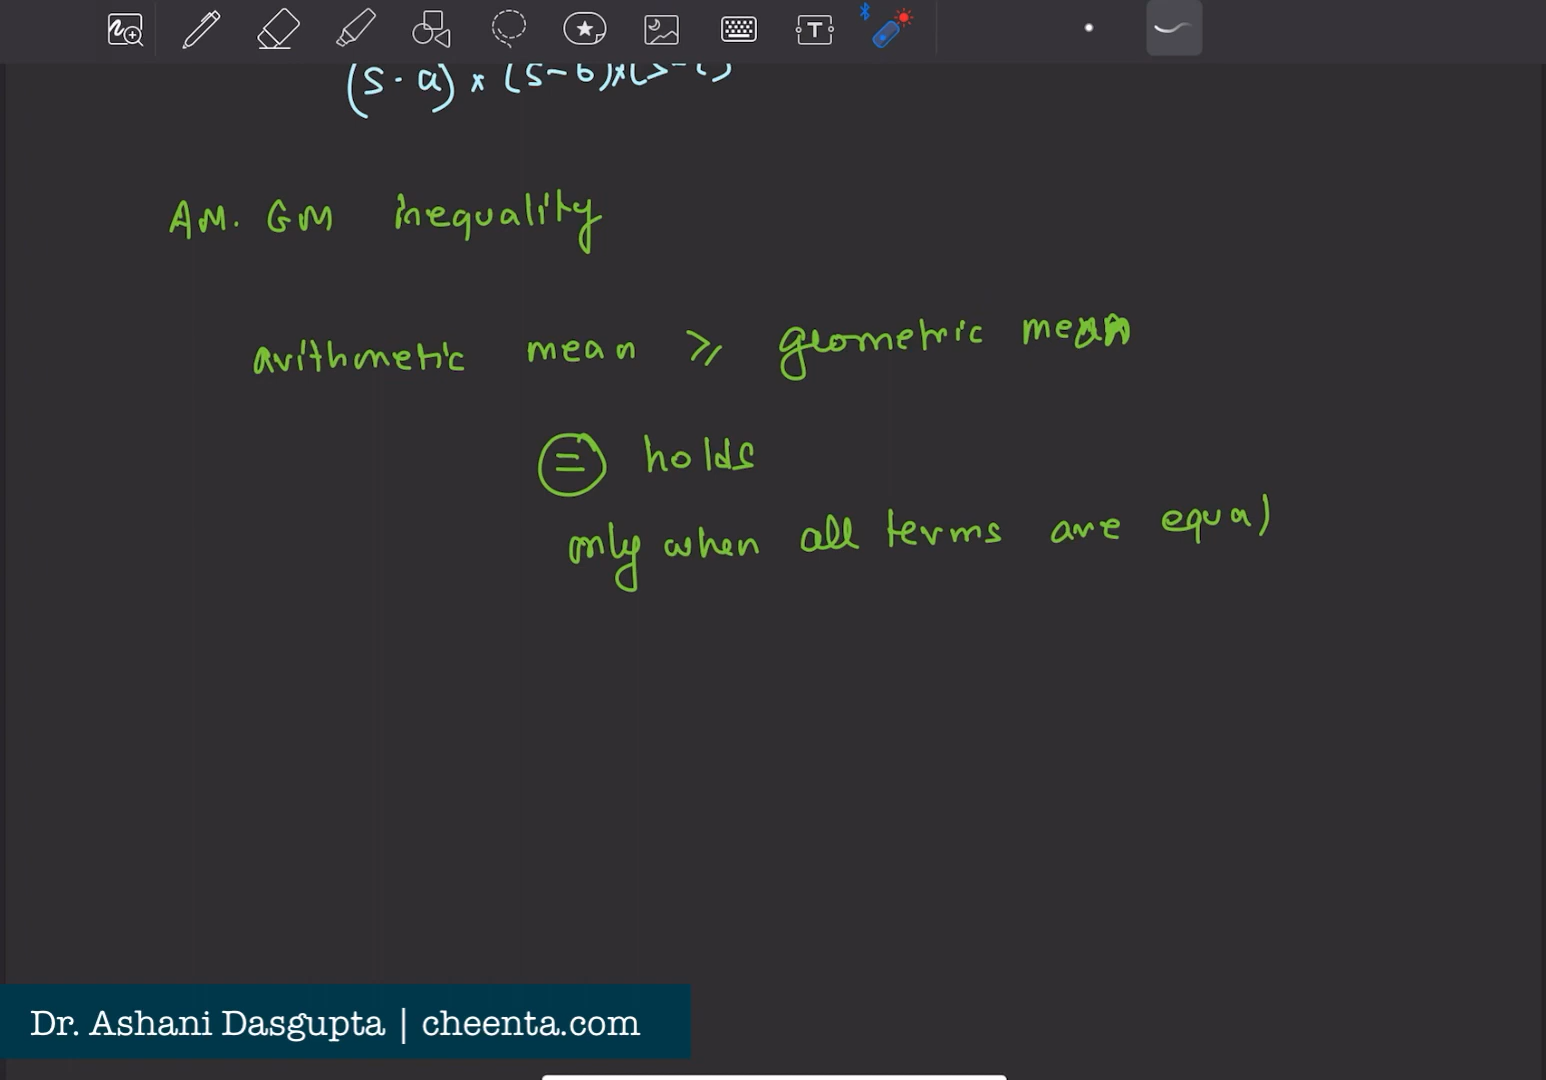 (s-a) x (s-b) x (s-c)
AM. GM inequality
arithmetic mean ⩾ geometric mean
= holds
only when all terms are equal
Dr. Ashani Dasgupta | cheenta.com